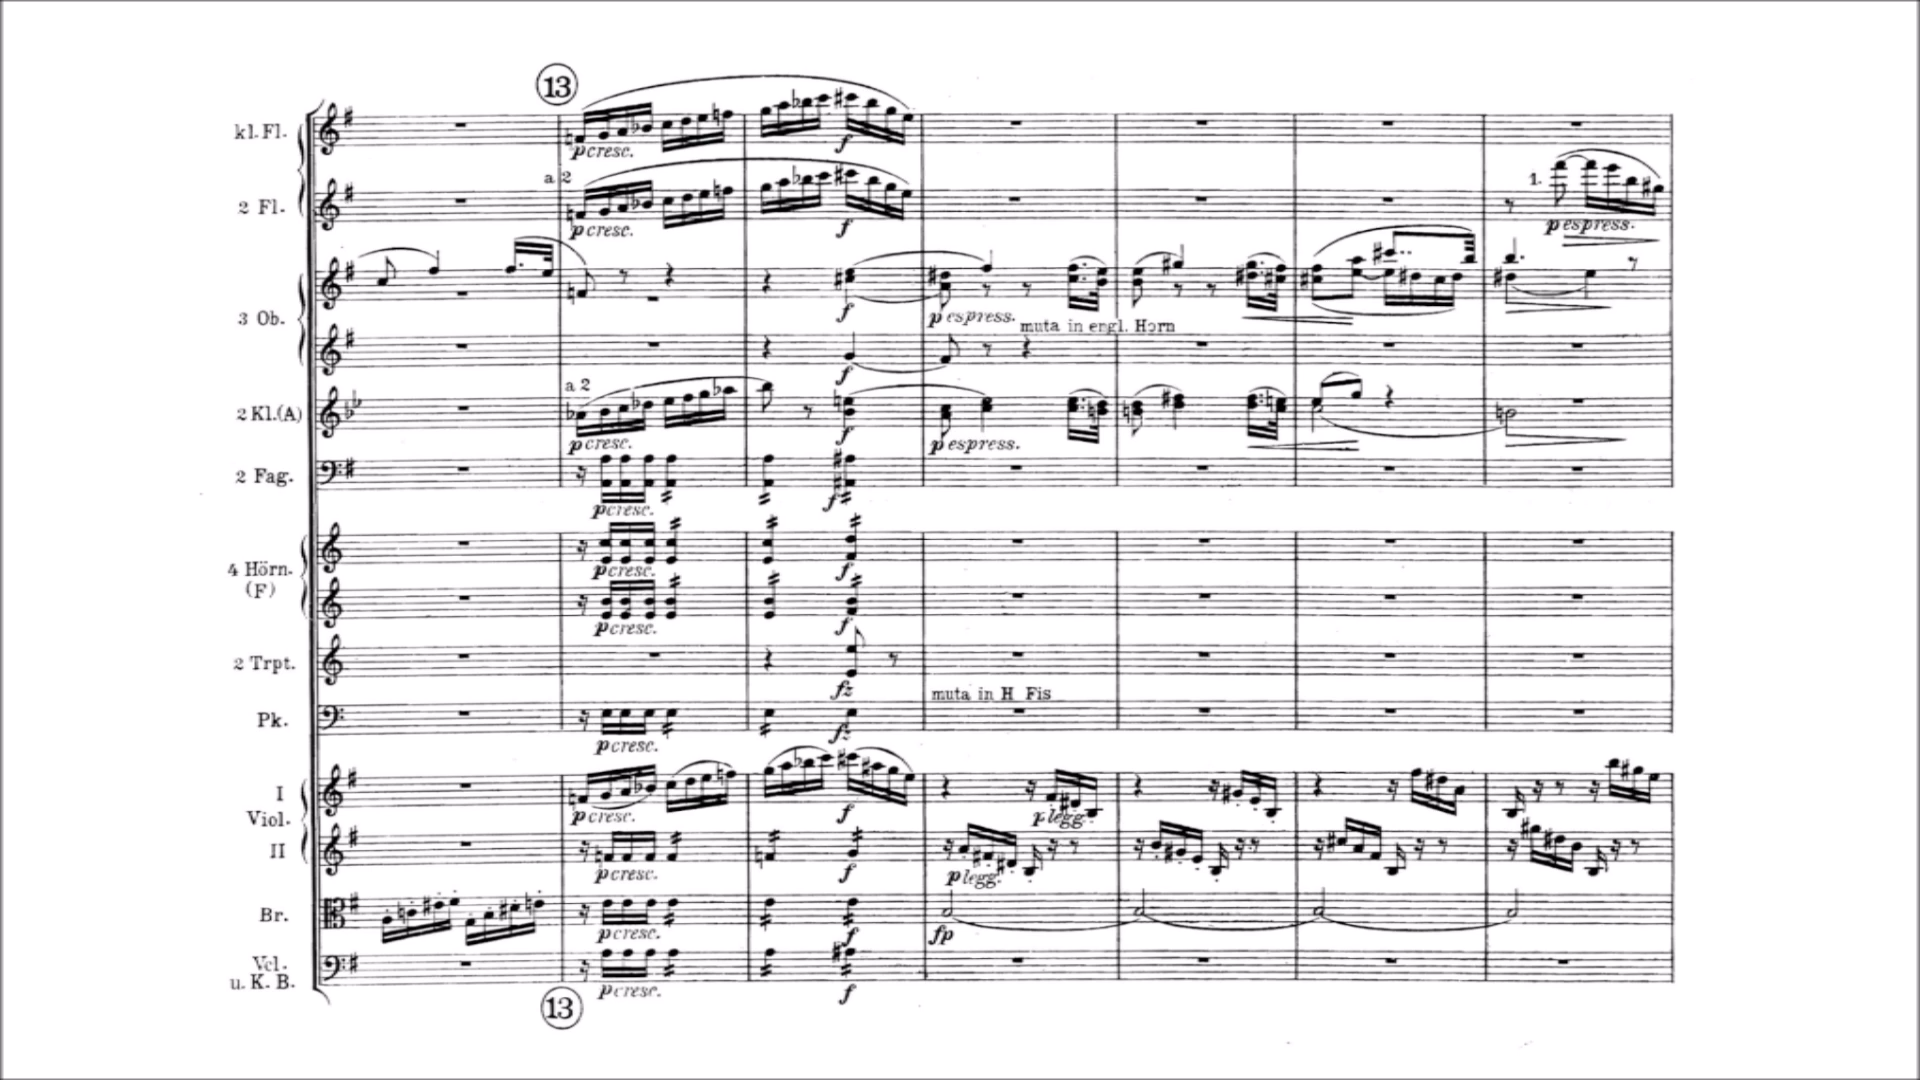 13
kl. Fl.
p cresc.
f
a 2
2 Fl.
p cresc.
f
1.
p espress.
3 Ob.
f
p espress.
muta in engl. Horn
f
a 2
2 Kl.(A)
p cresc.
f
p espress.
2 Fag.
p cresc.
f
4 Hörn.
(F)
p cresc.
f
p cresc.
f
2 Trpt.
fz
muta in H Fis
Pk.
p cresc.
fz
I
Viol.
p cresc.
f
p legg.
II
p cresc.
f
p legg.
Br.
p cresc.
f
fp
Vcl.
u. K. B.
p cresc.
f
13